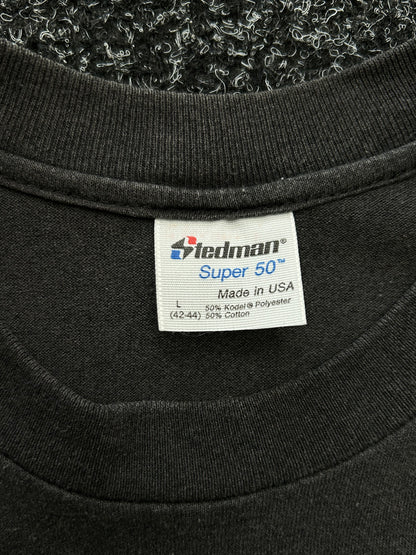 Stedman®
Super 50™
Made in USA
L 50% Kodel® Polyester
(42-44) 50% Cotton